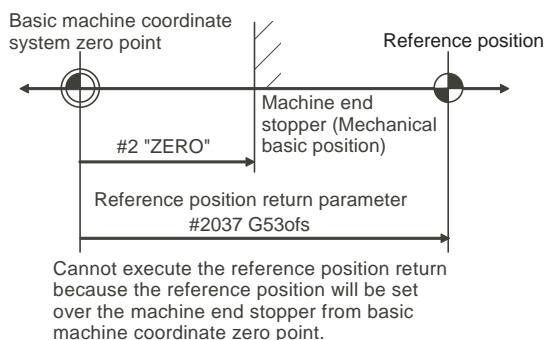 Basic machine coordinate
system zero point
Reference position
Machine end
stopper (Mechanical
basic position)
#2 "ZERO"
Reference position return parameter
#2037 G53ofs
Cannot execute the reference position return
because the reference position will be set
over the machine end stopper from basic
machine coordinate zero point.